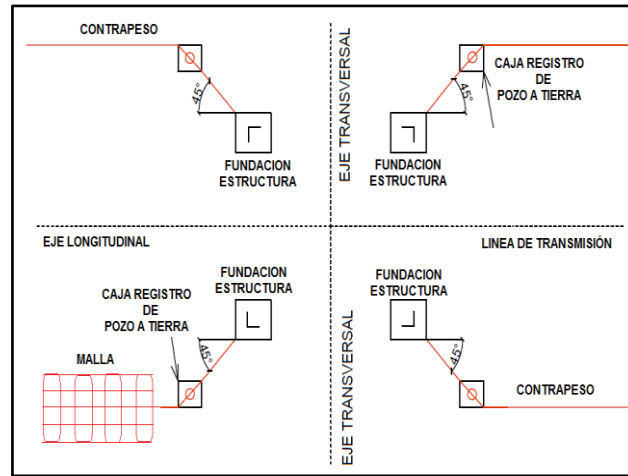 CONTRAPESO
45°
FUNDACION
ESTRUCTURA
EJE TRANSVERSAL
CAJA REGISTRO
DE
POZO A TIERRA
45°
FUNDACION
ESTRUCTURA
EJE LONGITUDINAL
LINEA DE TRANSMISIÓN
FUNDACION
ESTRUCTURA
CAJA REGISTRO
DE
POZO A TIERRA
45°
MALLA
EJE TRANSVERSAL
FUNDACION
ESTRUCTURA
45°
CONTRAPESO